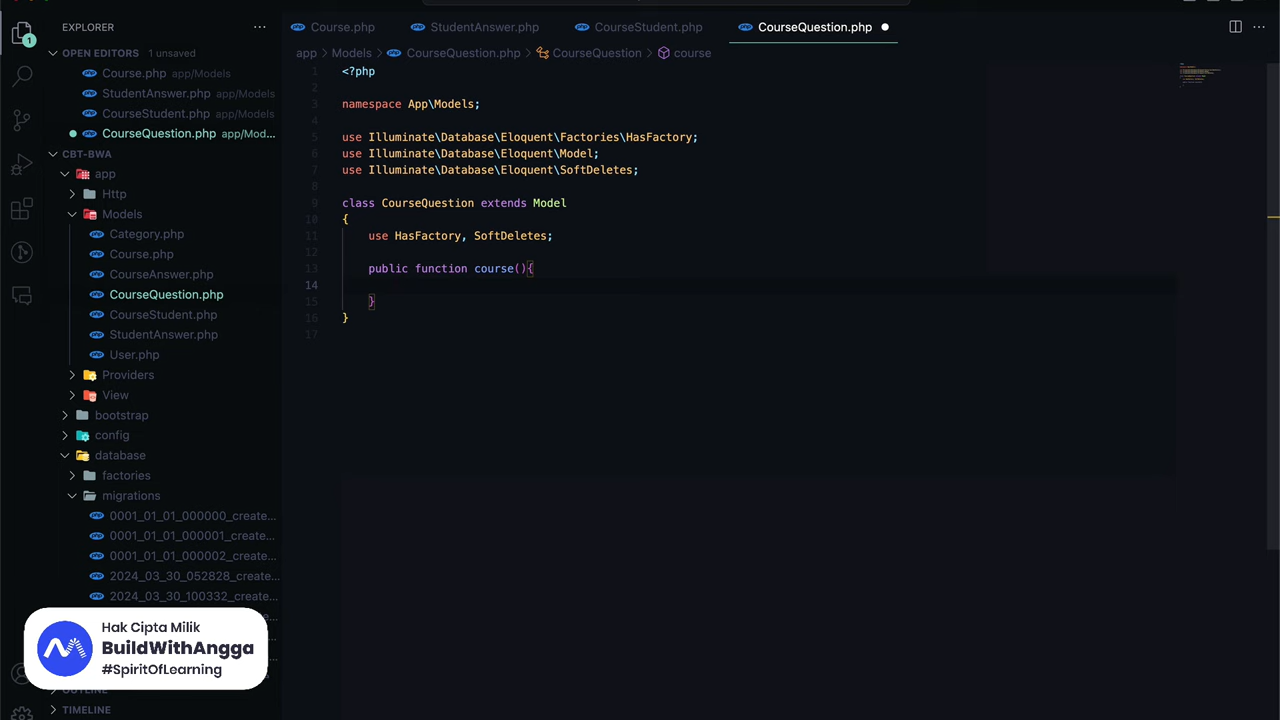 EXPLORER
OPEN EDITORS 1 unsaved
Course.php app/Models
StudentAnswer.php app/Models
CourseStudent.php app/Models
CourseQuestion.php app/Mod...
CBT-BWA
app
Http
Models
Category.php
Course.php
CourseAnswer.php
CourseQuestion.php
CourseStudent.php
StudentAnswer.php
User.php
Providers
View
bootstrap
config
database
factories
migrations
0001_01_01_000000_create...
0001_01_01_000001_create...
0001_01_01_000002_create...
2024_03_30_052828_create...
2024_03_30_100332_create...
OUTLINE
TIMELINE
1
Course.php StudentAnswer.php CourseStudent.php CourseQuestion.php
app > Models > CourseQuestion.php > CourseQuestion > course
1 <?php
2
3 namespace App\Models;
4
5 use Illuminate\Database\Eloquent\Factories\HasFactory;
6 use Illuminate\Database\Eloquent\Model;
7 use Illuminate\Database\Eloquent\SoftDeletes;
8
9 class CourseQuestion extends Model
10 {
11 use HasFactory, SoftDeletes;
12
13 public function course(){
14
15 }
16 }
17
Hak Cipta Milik
BuildWithAngga
#SpiritOfLearning